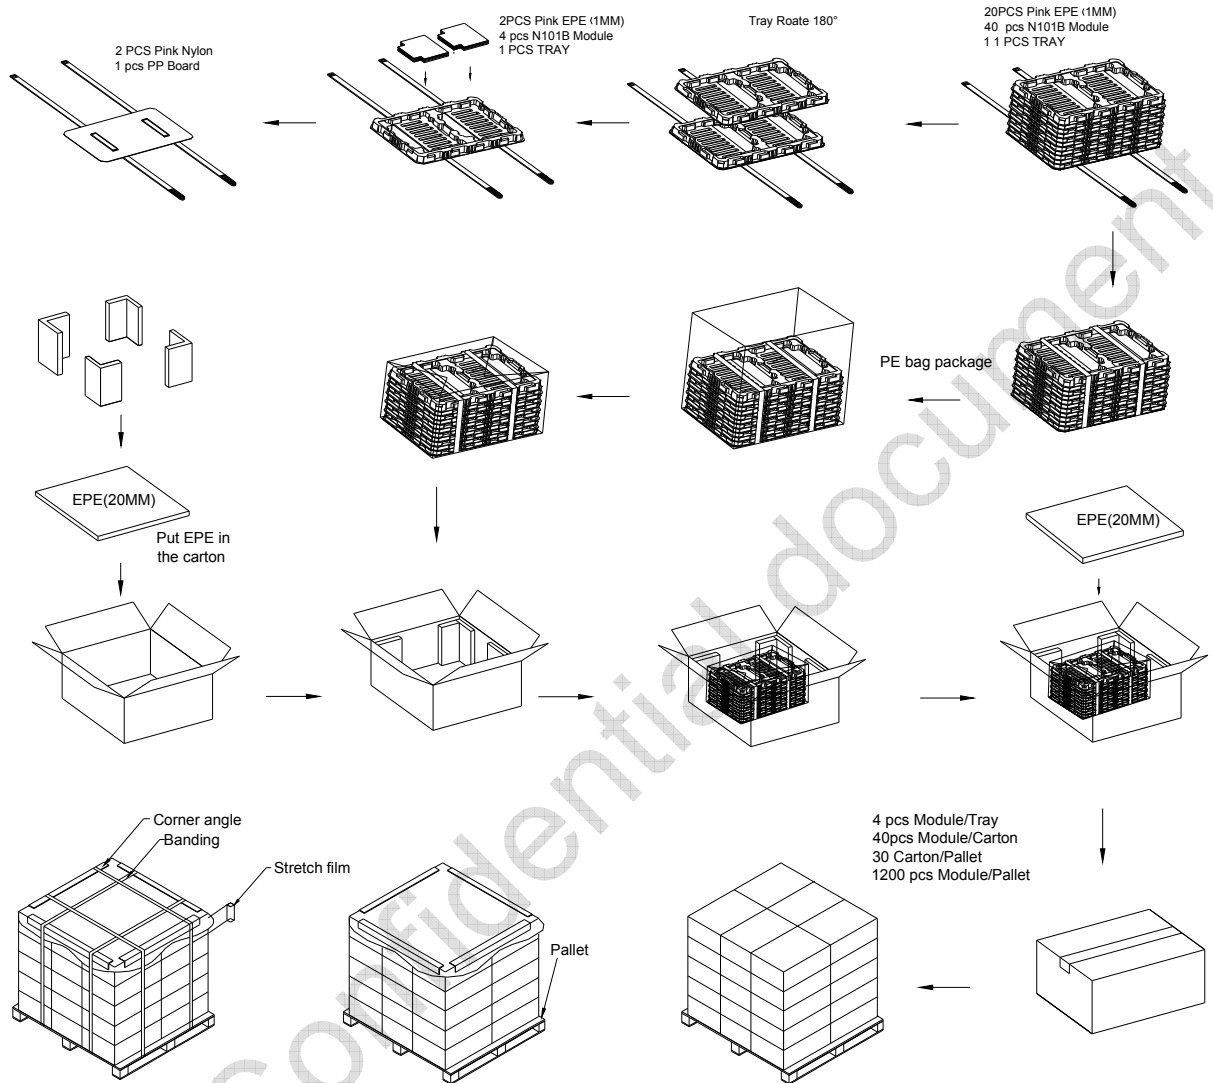 2 PCS Pink Nylon
1 pcs PP Board
2PCS Pink EPE (1MM)
4 pcs N101B Module
1 PCS TRAY
Tray Roate 180°
20PCS Pink EPE (1MM)
40 pcs N101B Module
1 1 PCS TRAY
PE bag package
EPE(20MM)
Put EPE in
the carton
EPE(20MM)
4 pcs Module/Tray
40pcs Module/Carton
30 Carton/Pallet
1200 pcs Module/Pallet
Corner angle
Banding
Stretch film
Pallet
Confidential document